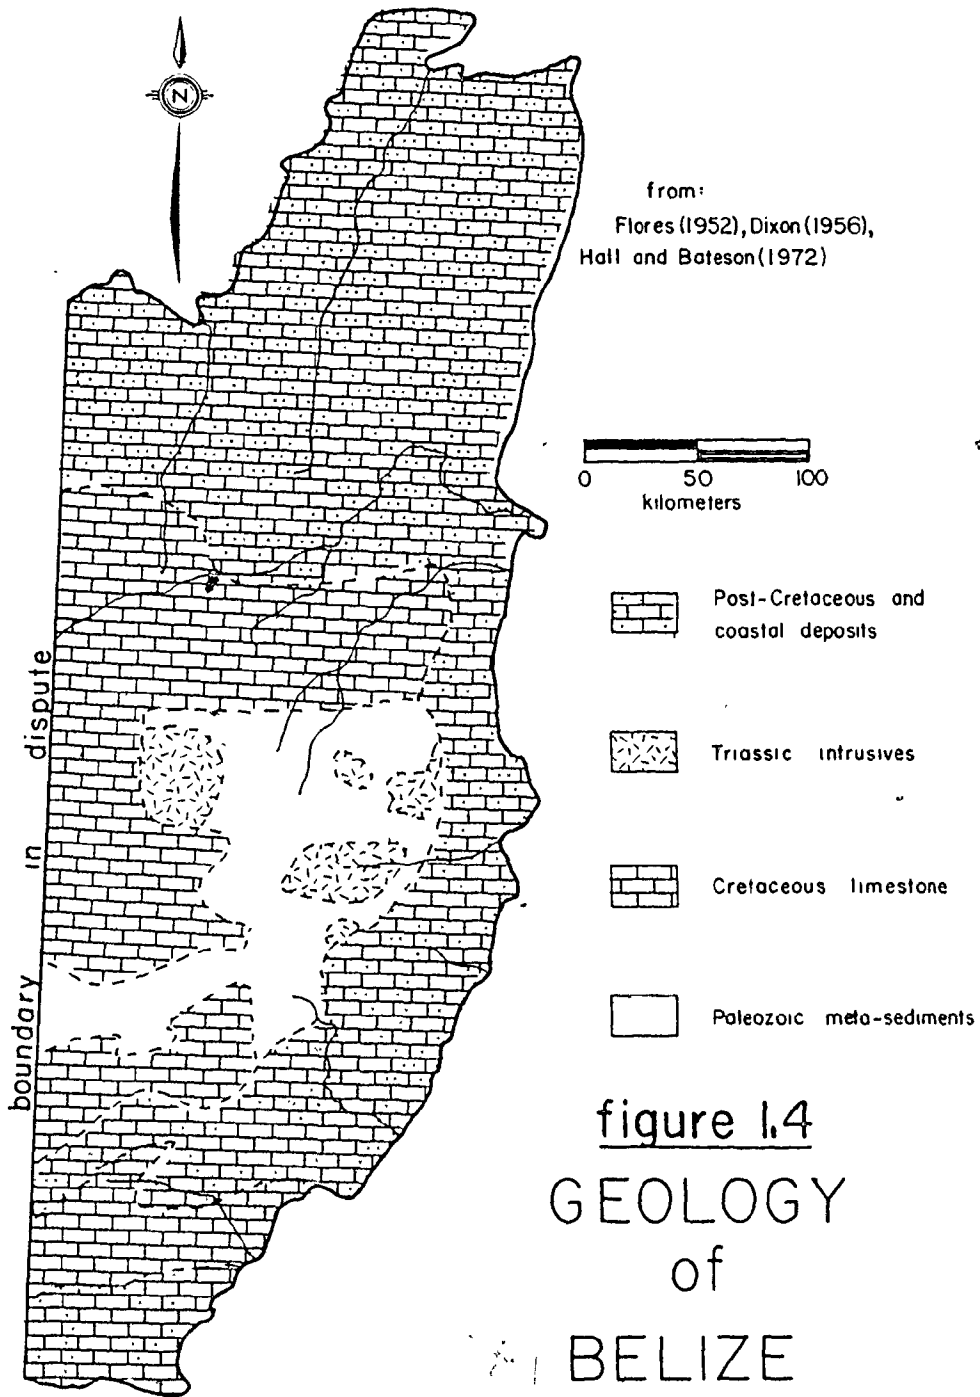 N
from:
Flores (1952), Dixon (1956),
Hall and Bateson (1972)
0 50 100
kilometers
Post-Cretaceous and
coastal deposits
Triassic intrusives
Cretaceous limestone
Paleozoic meta-sediments
boundary in dispute
figure 1.4
GEOLOGY
of
BELIZE